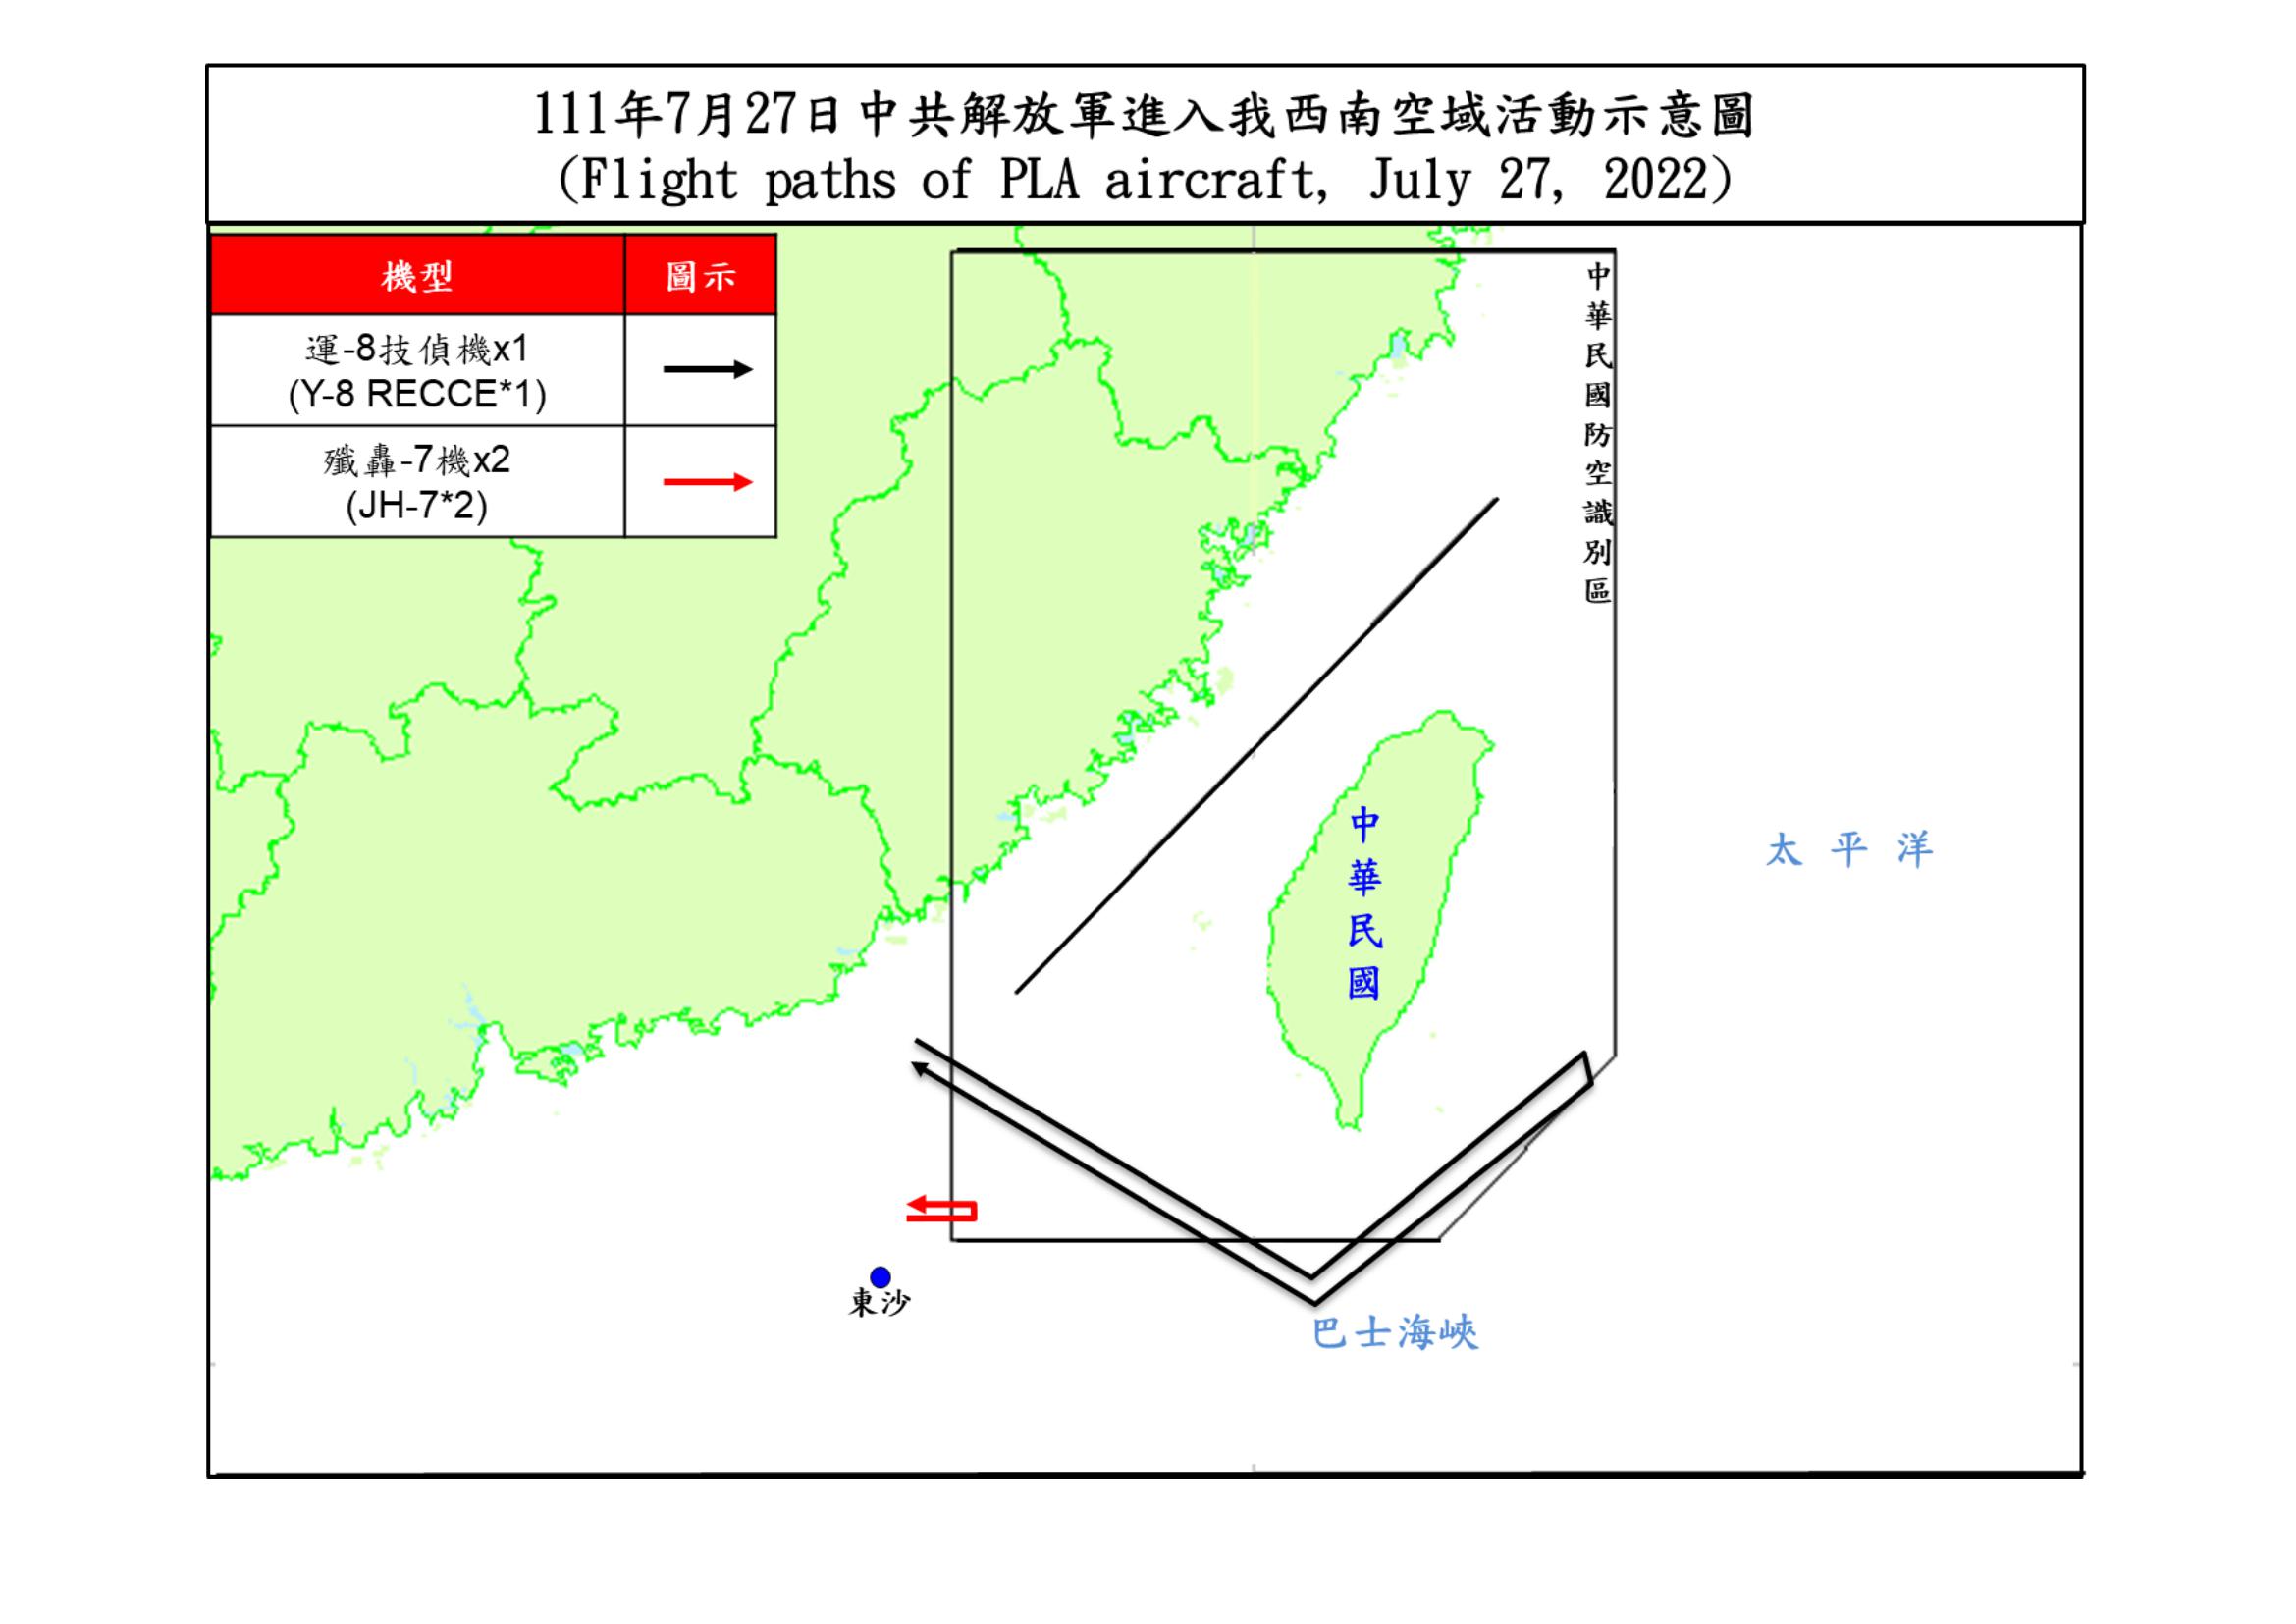 111年7月27日中共解放軍進入我西南空域活動示意圖
(Flight paths of PLA aircraft, July 27, 2022)
機型 圖示
運-8技偵機x1
(Y-8 RECCE*1)
殲轟-7機x2
(JH-7*2)
中華民國防空識別區
中華民國
太平洋
東沙
巴士海峽